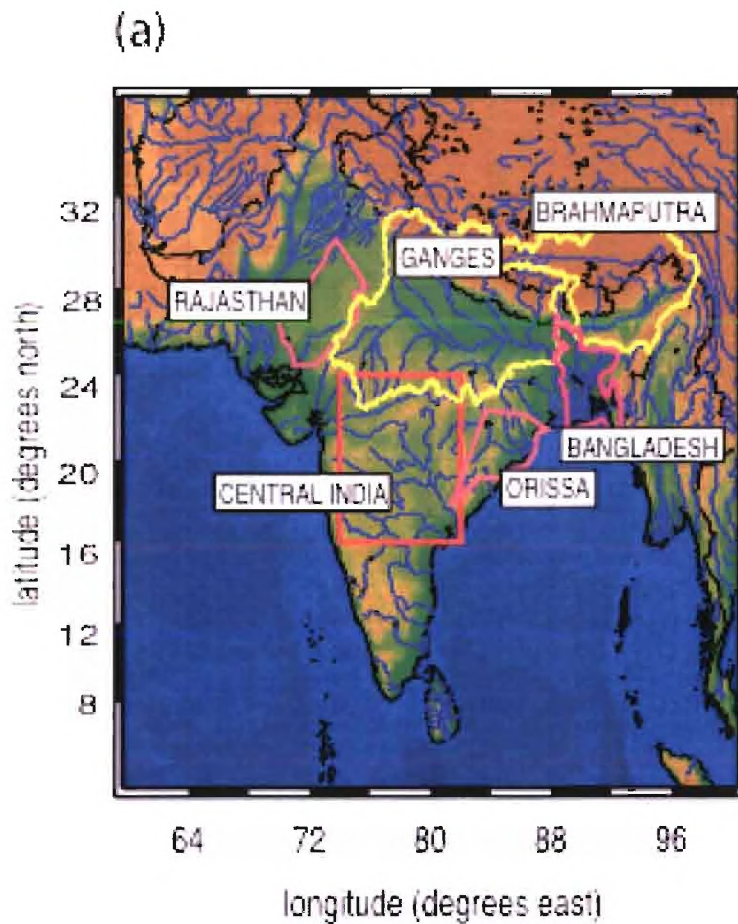 (a)
32
28
24
20
16
12
8
latitude (degrees north)
BRAHMAPUTRA
GANGES
RAJASTHAN
BANGLADESH
CENTRAL INDIA
ORISSA
64 72 80 88 96
longitude (degrees east)